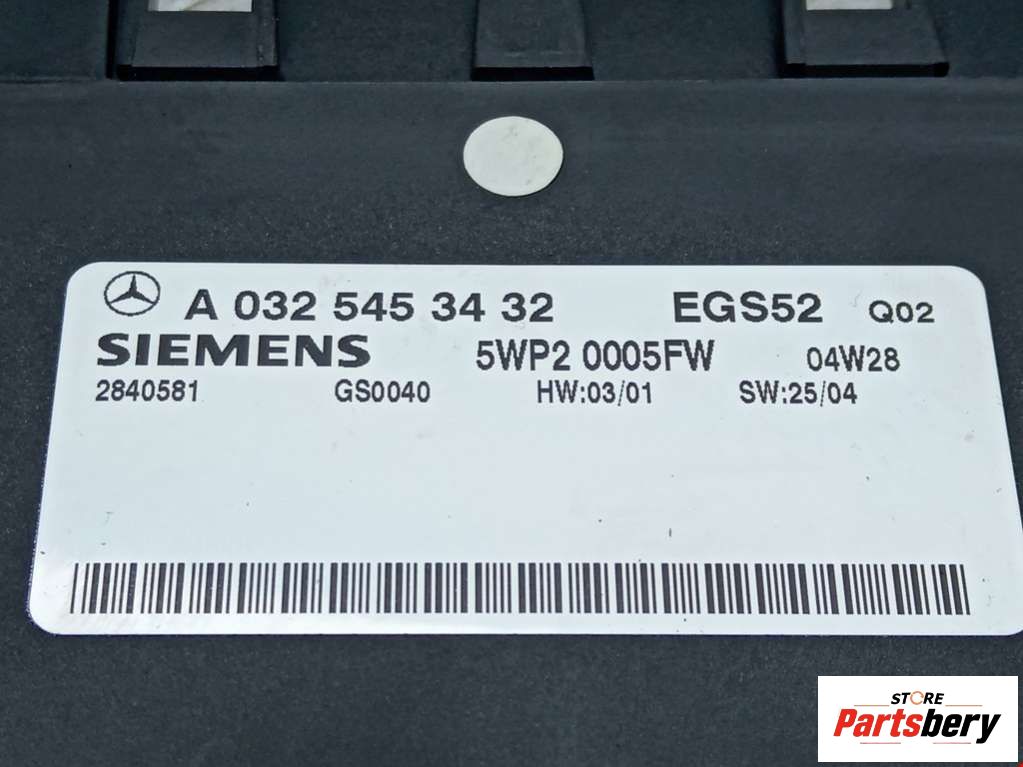 A 032 545 34 32 EGS52 Q02
SIEMENS 5WP2 0005FW 04W28
2840581 GS0040 HW:03/01 SW:25/04
STORE
Partsbery